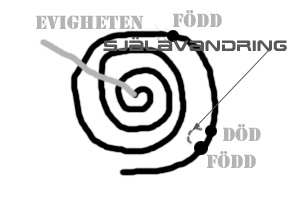 EVIGHETEN
FÖDD
SJÄLAVANDRING
DÖD
FÖDD